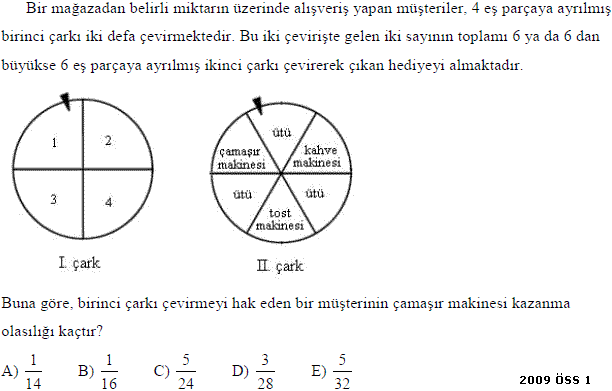 Bir mağazadan belirli miktarın üzerinde alışveriş yapan müşteriler, 4 eş parçaya ayrılmış
birinci çarkı iki defa çevirmektedir. Bu iki çevirişte gelen iki sayının toplamı 6 ya da 6 dan
büyükse 6 eş parçaya ayrılmış ikinci çarkı çevirerek çıkan hediyeyi almaktadır.
1
2
3
4
I. çark
ütü
çamaşır
makinesi
kahve
makinesi
ütü
ütü
tost
makinesi
II. çark
Buna göre, birinci çarkı çevirmeyi hak eden bir müşterinin çamaşır makinesi kazanma
olasılığı kaçtır?
A) 1/14 B) 1/16 C) 5/24 D) 3/28 E) 5/32
2009 ÖSS 1